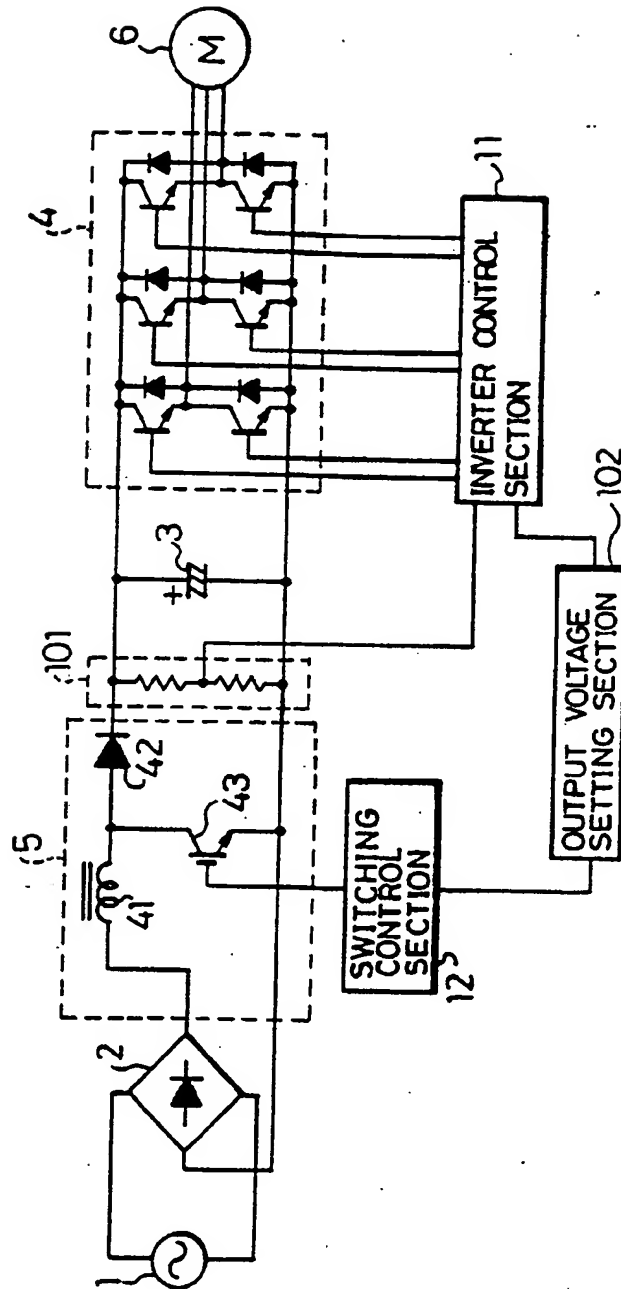 1
2
5
41
42
43
101
3
+
4
6
M
SWITCHING
CONTROL
SECTION
12
INVERTER CONTROL
SECTION
11
OUTPUT VOLTAGE
SETTING SECTION
102